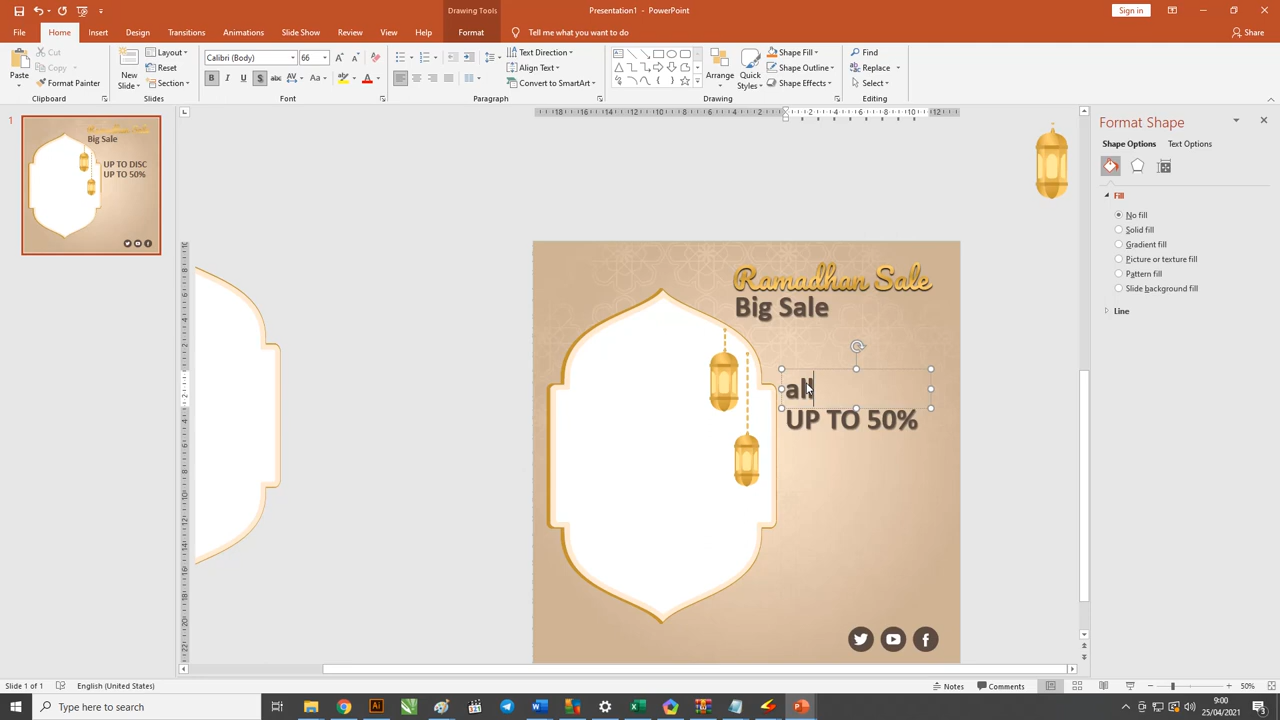 Drawing Tools
Presentation1 - PowerPoint
Sign in
File
Home
Insert
Design
Transitions
Animations
Slide Show
Review
View
Help
Format
Tell me what you want to do
Share
Paste
Cut
Copy
Format Painter
Clipboard
New
Slide
Layout
Reset
Section
Slides
Calibri (Body)
66
B I U S abc AV Aa A
Font
Paragraph
Text Direction
Align Text
Convert to SmartArt
Arrange
Quick
Styles
Shape Fill
Shape Outline
Shape Effects
Drawing
Find
Replace
Select
Editing
1
Big Sale
UP TO DISC
UP TO 50%
Ramadhan Sale
Big Sale
all
UP TO 50%
Format Shape
Shape Options
Text Options
Fill
No fill
Solid fill
Gradient fill
Picture or texture fill
Pattern fill
Slide background fill
Line
Slide 1 of 1
English (United States)
Notes
Comments
50%
Type here to search
9:00
25/04/2021